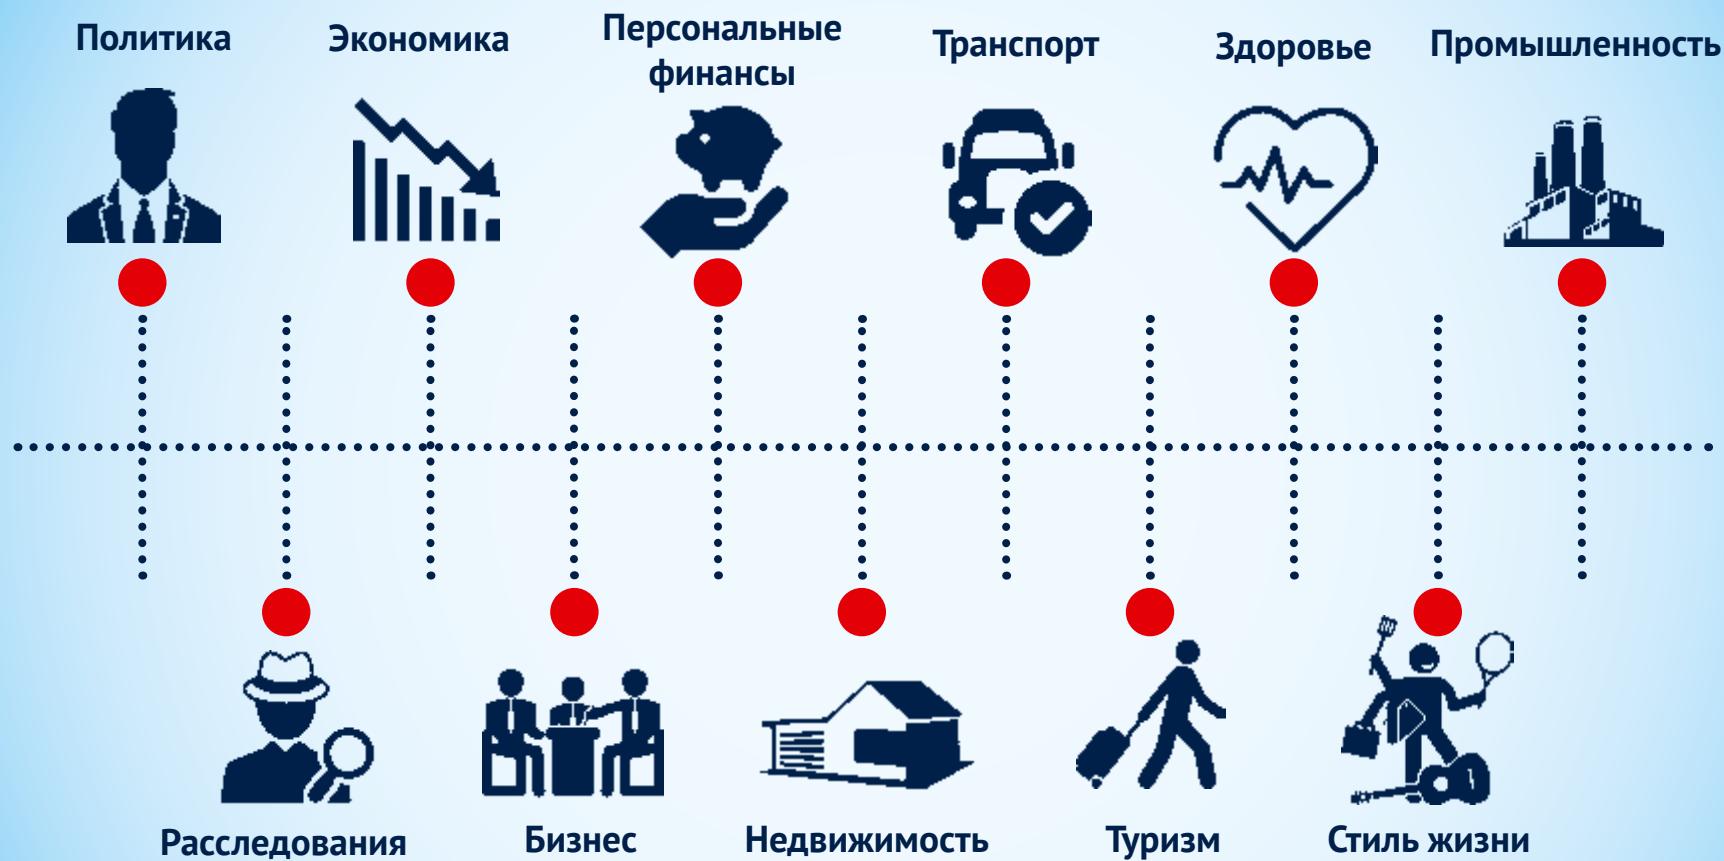 Политика
Экономика
Персональные
финансы
Транспорт
Здоровье
Промышленность
Расследования
Бизнес
Недвижимость
Туризм
Стиль жизни